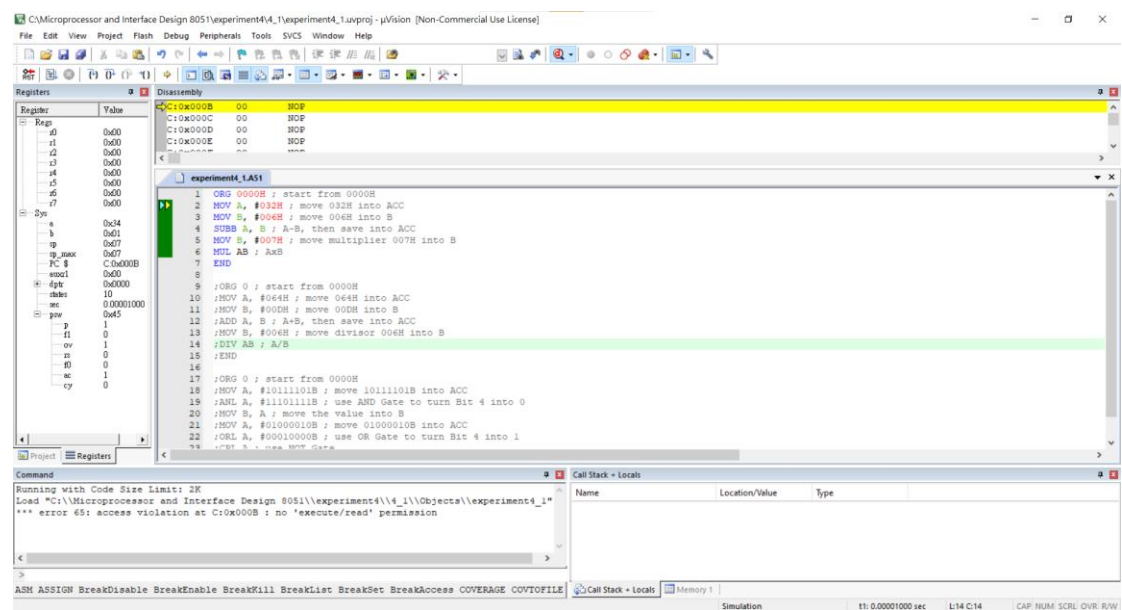 C:\Microprocessor and Interface Design 8051\experiment4\4_1\experiment4_1.uvproj - µVision [Non-Commercial Use License]
File Edit View Project Flash Debug Peripherals Tools SVCS Window Help
Registers
Register Value
Regs
r0 0x00
r1 0x00
r2 0x00
r3 0x00
r4 0x00
r5 0x00
r6 0x00
r7 0x00
Sys
a 0x34
b 0x01
sp 0x07
sp_max 0x07
PC $ C:0x000B
auxr1 0x00
dptr 0x0000
states 10
sec 0.00001000
psw 0x45
p 1
f1 0
ov 1
rs 0
f0 0
ac 1
cy 0
Project Registers
Disassembly
C:0x000B 00 NOP
C:0x000C 00 NOP
C:0x000D 00 NOP
C:0x000E 00 NOP
experiment4_1.A51
1 ORG 0000H ; start from 0000H
2 MOV A, #032H ; move 032H into ACC
3 MOV B, #006H ; move 006H into B
4 SUBB A, B ; A-B, then save into ACC
5 MOV B, #007H ; move multiplier 007H into B
6 MUL AB ; AxB
7 END
8
9 ;ORG 0 ; start from 0000H
10 ;MOV A, #064H ; move 064H into ACC
11 ;MOV B, #00DH ; move 00DH into B
12 ;ADD A, B ; A+B, then save into ACC
13 ;MOV B, #006H ; move divisor 006H into B
14 ;DIV AB ; A/B
15 ;END
16
17 ;ORG 0 ; start from 0000H
18 ;MOV A, #10111101B ; move 10111101B into ACC
19 ;ANL A, #11101111B ; use AND Gate to turn Bit 4 into 0
20 ;MOV B, A ; move the value into B
21 ;MOV A, #01000010B ; move 01000010B into ACC
22 ;ORL A, #00010000B ; use OR Gate to turn Bit 4 into 1
23 ;CPL A ; use NOT Gate
Command
Running with Code Size Limit: 2K
Load "C:\\Microprocessor and Interface Design 8051\\experiment4\\4_1\\Objects\\experiment4_1"
*** error 65: access violation at C:0x000B : no 'execute/read' permission
>
ASM ASSIGN BreakDisable BreakEnable BreakKill BreakList BreakSet BreakAccess COVERAGE COVTOFILE
Call Stack + Locals
Name Location/Value Type
Call Stack + Locals Memory 1
Simulation t1: 0.00001000 sec L:14 C:14 CAP NUM SCRL OVR R/W